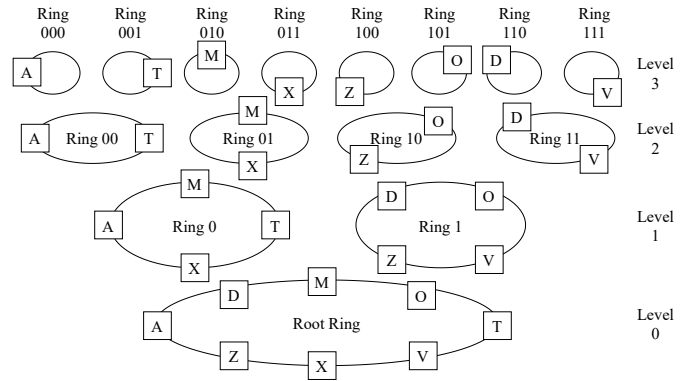 Ring Ring Ring Ring Ring Ring Ring Ring
000 001 010 011 100 101 110 111
M O D
A T Level
X Z V 3
M O D
A Ring 00 T Ring 01 Ring 10 Ring 11 Level
X Z V 2
M D O
A Ring 0 T Ring 1 Level
X Z V 1
D M O
A Root Ring T Level
Z X V 0